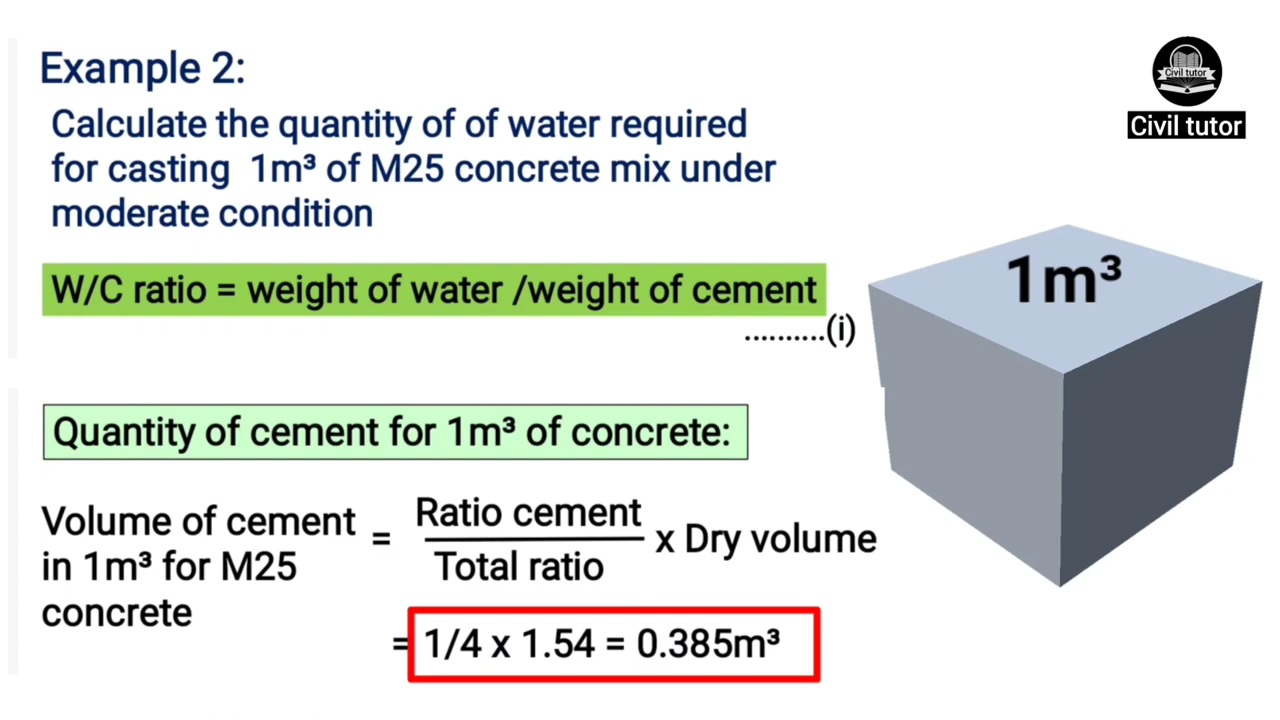 Civil tutor
Civil tutor
Example 2:
Calculate the quantity of of water required
for casting 1m³ of M25 concrete mix under
moderate condition
W/C ratio = weight of water /weight of cement
..........(i)
1m³
Quantity of cement for 1m³ of concrete:
Volume of cement
in 1m³ for M25
concrete
=
Ratio cement
Total ratio
x Dry volume
= 1/4 x 1.54 = 0.385m³